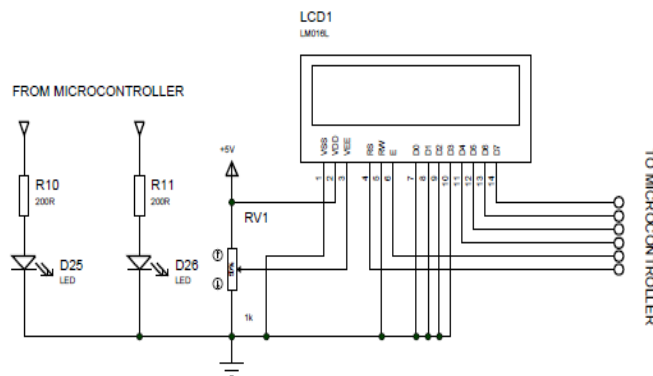 LCD1
LM016L
FROM MICROCONTROLLER
+5V
VSS
VDD
VEE
RS
RW
E
D0
D1
D2
D3
D4
D5
D6
D7
1
2
3
4
5
6
7
8
9
10
11
12
13
14
R10
200R
R11
200R
RV1
D25
LED
D26
LED
1k
TO MICROCONTROLLER